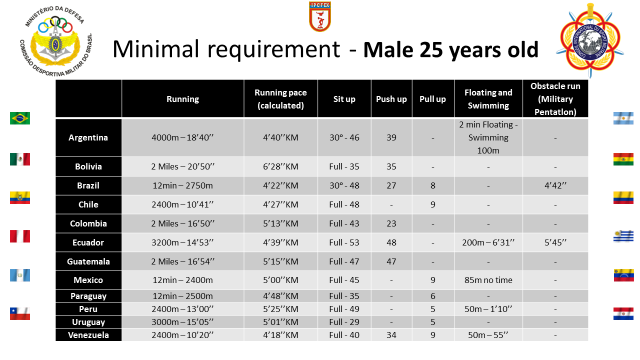 MINISTÉRIO DA DEFESA
COMISSÃO DESPORTIVA MILITAR DO BRASIL
Minimal requirement - Male 25 years old
Running | Running pace (calculated) | Sit up | Push up | Pull up | Floating and Swimming | Obstacle run (Military Pentation)
Argentina | 4000m – 18'40'' | 4'40''KM | 30° - 46 | 39 | - | 2 min Floating - Swimming 100m | -
Bolivia | 2 Miles – 20'50'' | 6'28''KM | Full - 35 | 35 | - | - | -
Brazil | 12min – 2750m | 4'22''KM | 30° - 48 | 27 | 8 | - | 4'42''
Chile | 2400m – 10'41'' | 4'27''KM | Full - 48 | - | 9 | - | -
Colombia | 2 Miles – 16'50'' | 5'13''KM | Full - 43 | 23 | - | - | -
Ecuador | 3200m – 14'53'' | 4'39''KM | Full - 53 | 48 | - | 200m – 6'31'' | 5'45''
Guatemala | 2 Miles – 16'54'' | 5'15''KM | Full - 47 | 47 | - | - | -
Mexico | 12min – 2400m | 5'00''KM | Full - 45 | - | 9 | 85m no time | -
Paraguay | 12min – 2500m | 4'48''KM | Full - 35 | - | 6 | - | -
Peru | 2400m – 13'00'' | 5'25''KM | Full - 49 | - | 5 | 50m – 1'10'' | -
Uruguay | 3000m – 15'05'' | 5'01''KM | Full - 29 | - | 5 | - | -
Venezuela | 2400m – 10'20'' | 4'18''KM | Full - 40 | 34 | 9 | 50m – 55'' | -